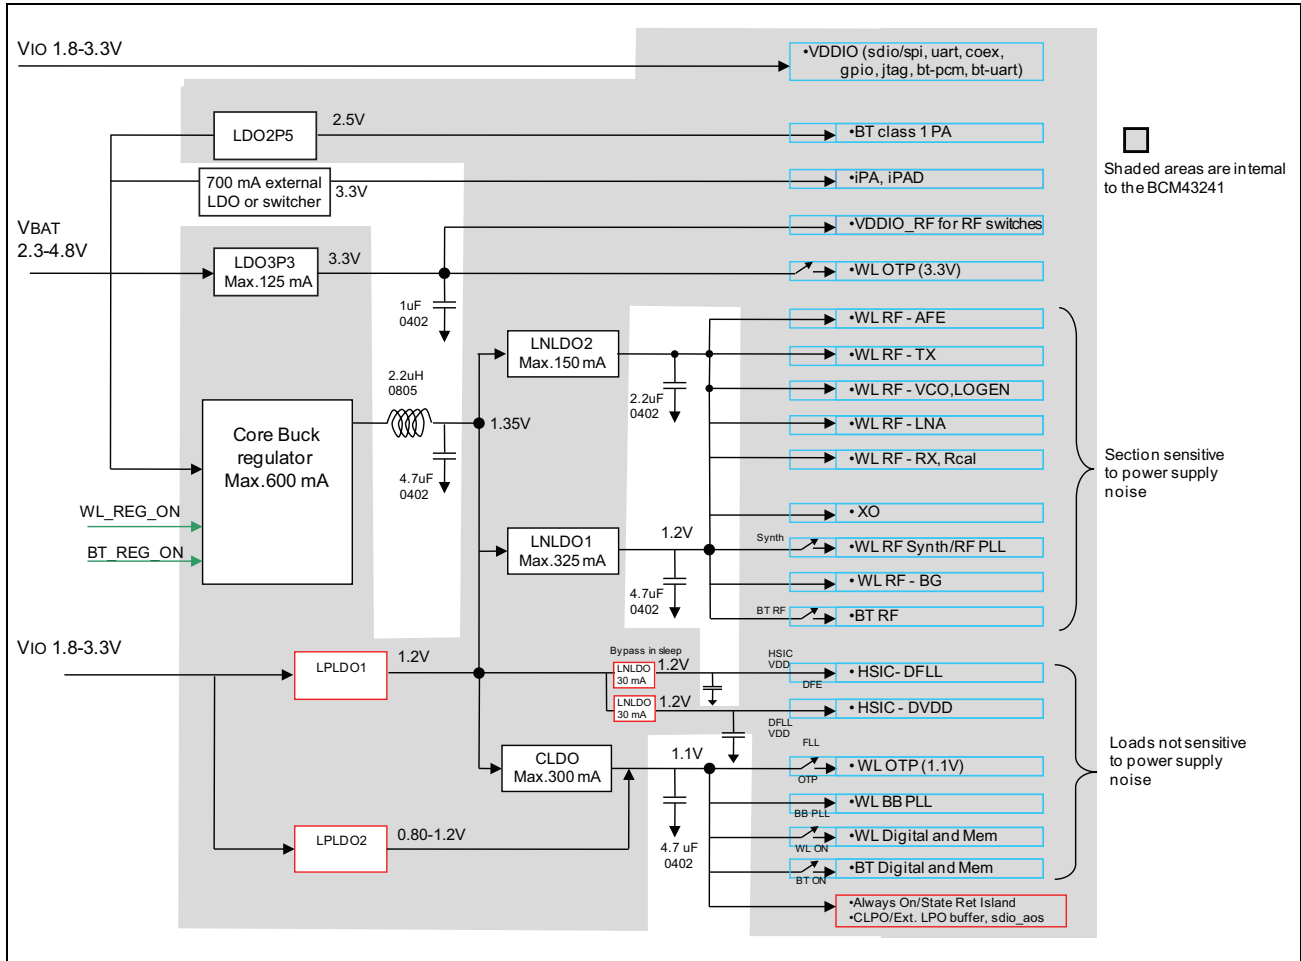 VIO 1.8-3.3V
•VDDIO (sdio/spi, uart, coex,
gpio, jtag, bt-pcm, bt-uart)
LDO2P5
2.5V
•BT class 1 PA
Shaded areas are internal
to the BCM43241
700 mA external
LDO or switcher
3.3V
•iPA, iPAD
VBAT
2.3-4.8V
•VDDIO_RF for RF switches
LDO3P3
Max.125 mA
3.3V
•WL OTP (3.3V)
1uF
0402
•WL RF - AFE
LNLDO2
Max.150 mA
•WL RF - TX
2.2uH
0805
2.2uF
0402
•WL RF - VCO,LOGEN
1.35V
•WL RF - LNA
Core Buck
regulator
Max.600 mA
4.7uF
0402
•WL RF - RX, Rcal
Section sensitive
to power supply
noise
WL_REG_ON
• XO
BT_REG_ON
LNLDO1
Max.325 mA
1.2V
Synth
•WL RF Synth/RF PLL
4.7uF
0402
• WL RF - BG
BT RF
•BT RF
VIO 1.8-3.3V
LPLDO1
1.2V
Bypass in sleep
LNLDO
30 mA
1.2V
HSIC
VDD
DFE
• HSIC- DFLL
LNLDO
30 mA
1.2V
DFLL
VDD
• HSIC - DVDD
CLDO
Max.300 mA
1.1V
FLL
OTP
• WL OTP (1.1V)
Loads not sensitive
to power supply
noise
BB PLL
•WL BB PLL
LPLDO2
0.80-1.2V
4.7 uF
0402
WL ON
•WL Digital and Mem
BT ON
•BT Digital and Mem
•Always On/State Ret Island
•CLPO/Ext. LPO buffer, sdio_aos